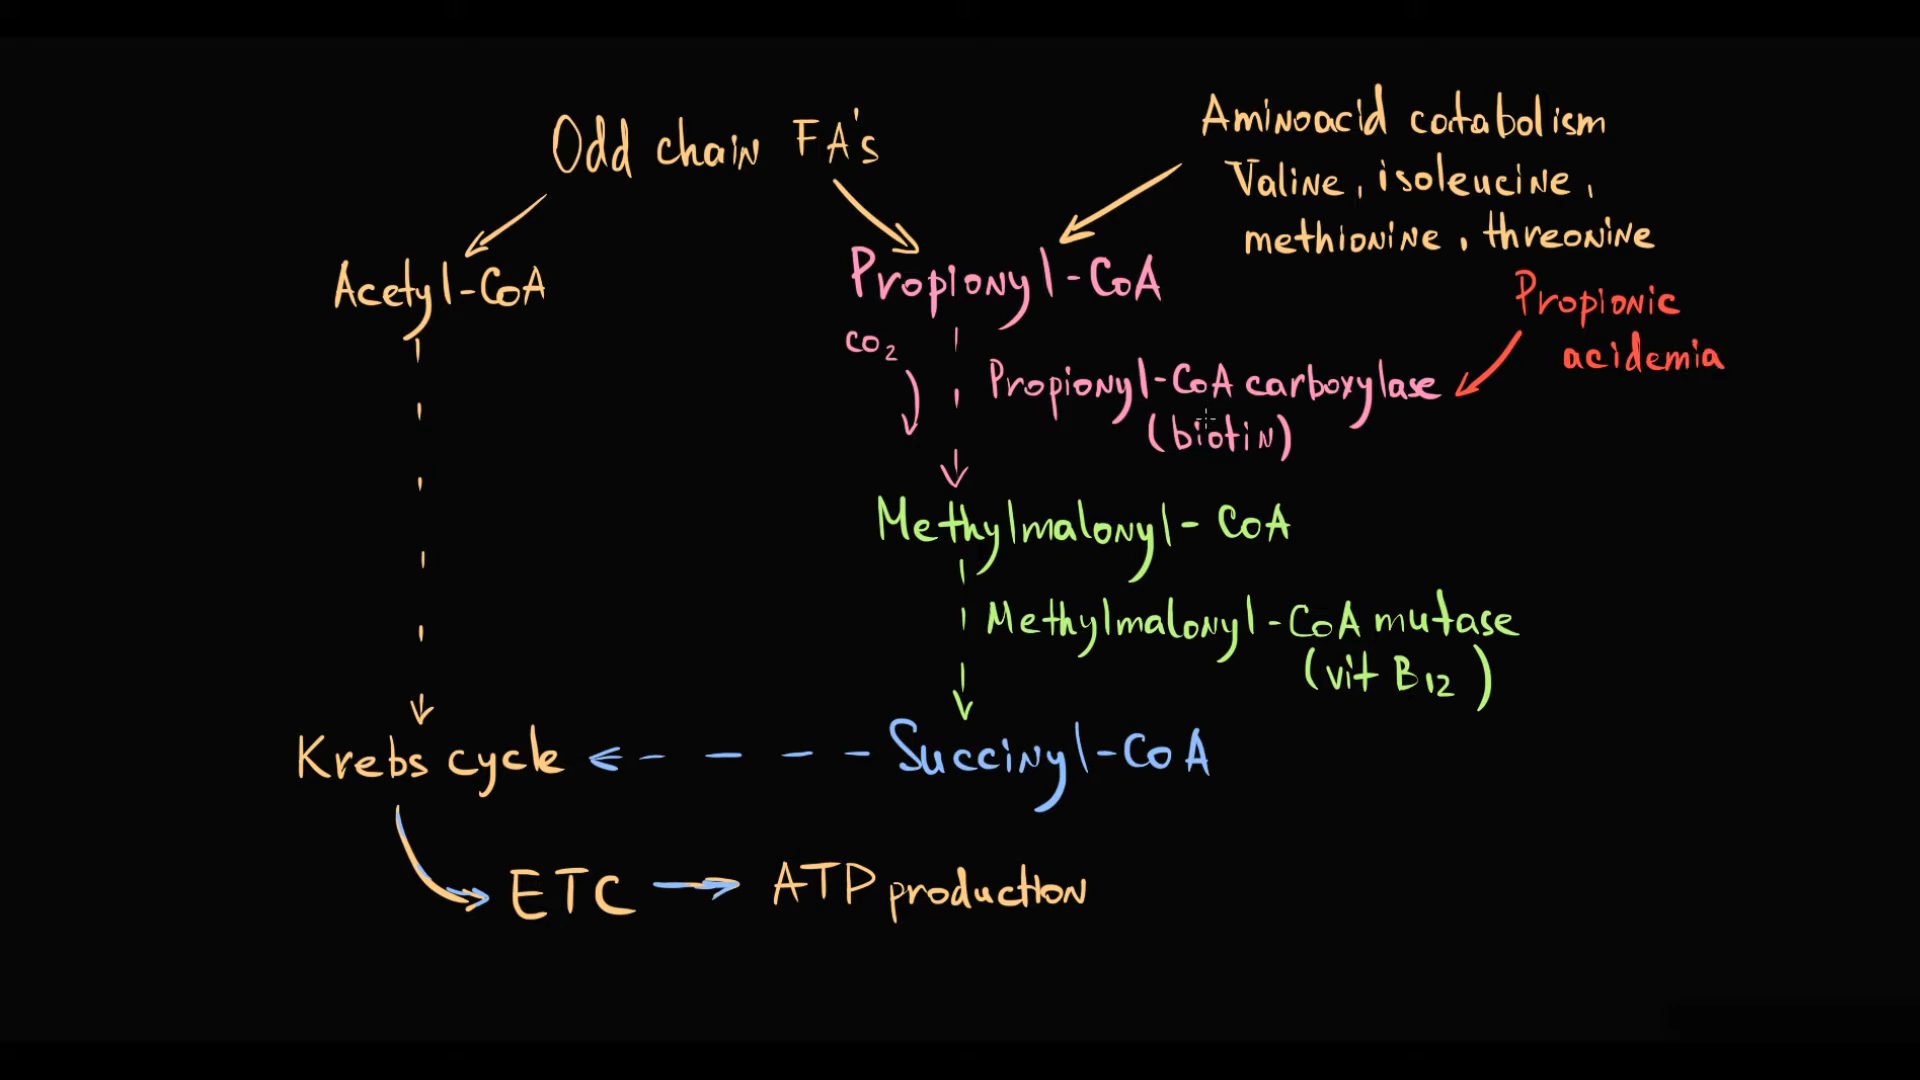 Odd chain FA's
Aminoacid catabolism
Valine, isoleucine,
methionine, threonine
Acetyl-CoA
Propionyl-CoA
Propionic
acidemia
CO2
Propionyl-CoA carboxylase
(biotin)
Methylmalonyl-CoA
Methylmalonyl-CoA mutase
(vit B12)
Krebs cycle
Succinyl-CoA
ETC
ATP production